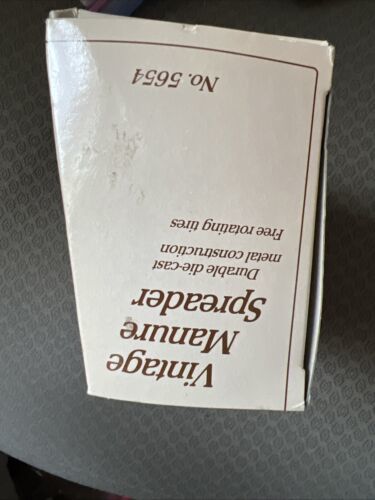 Vintage
Manure
Spreader
Durable die-cast
metal construction
Free rotating tires
No. 5654